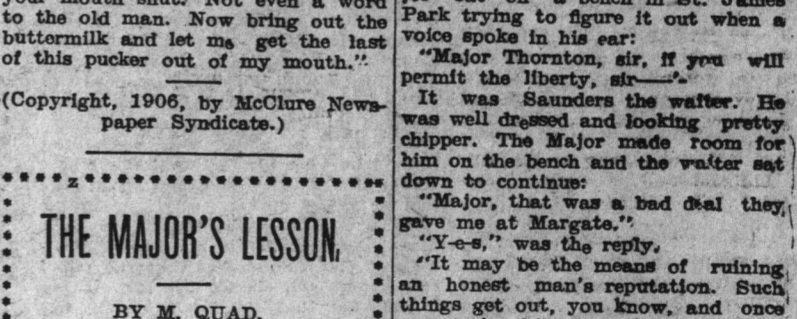 your mouth shut. Not even a word
to the old man. Now bring out the
buttermilk and let me get the last
of this pucker out of my mouth."
(Copyright, 1906, by McClure News-
paper Syndicate.)
THE MAJOR'S LESSON.
BY M. QUAD.
a bench in St. James
Park trying to figure it out when a
voice spoke in his ear:
"Major Thornton, sir, if you will
permit the liberty, sir—"
It was Saunders the waiter. He
was well dressed and looking pretty
chipper. The Major made room for
him on the bench and the waiter sat
down to continue:
"Major, that was a bad deal they
gave me at Margate."
"Y-e-s," was the reply.
"It may be the means of ruining
an honest man's reputation. Such
things get out, you know, and once